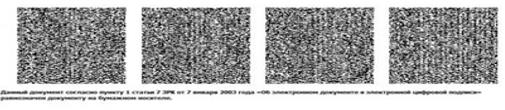 Данный документ согласно пункту 1 статьи 7 ЗРК от 7 января 2003 года «Об электронном документе и электронной цифровой подписи»
равнозначен документу на бумажном носителе.